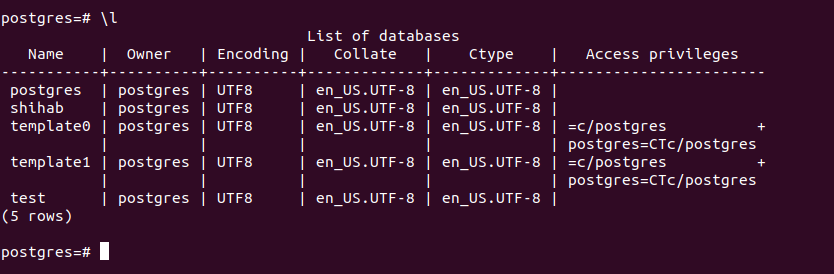 postgres=# \l
                                  List of databases
   Name    |  Owner   | Encoding |   Collate   |    Ctype    |   Access privileges
-----------+----------+----------+-------------+-------------+-----------------------
 postgres  | postgres | UTF8     | en_US.UTF-8 | en_US.UTF-8 |
 shihab    | postgres | UTF8     | en_US.UTF-8 | en_US.UTF-8 |
 template0 | postgres | UTF8     | en_US.UTF-8 | en_US.UTF-8 | =c/postgres          +
           |          |          |             |             | postgres=CTc/postgres
 template1 | postgres | UTF8     | en_US.UTF-8 | en_US.UTF-8 | =c/postgres          +
           |          |          |             |             | postgres=CTc/postgres
 test      | postgres | UTF8     | en_US.UTF-8 | en_US.UTF-8 |
(5 rows)

postgres=#